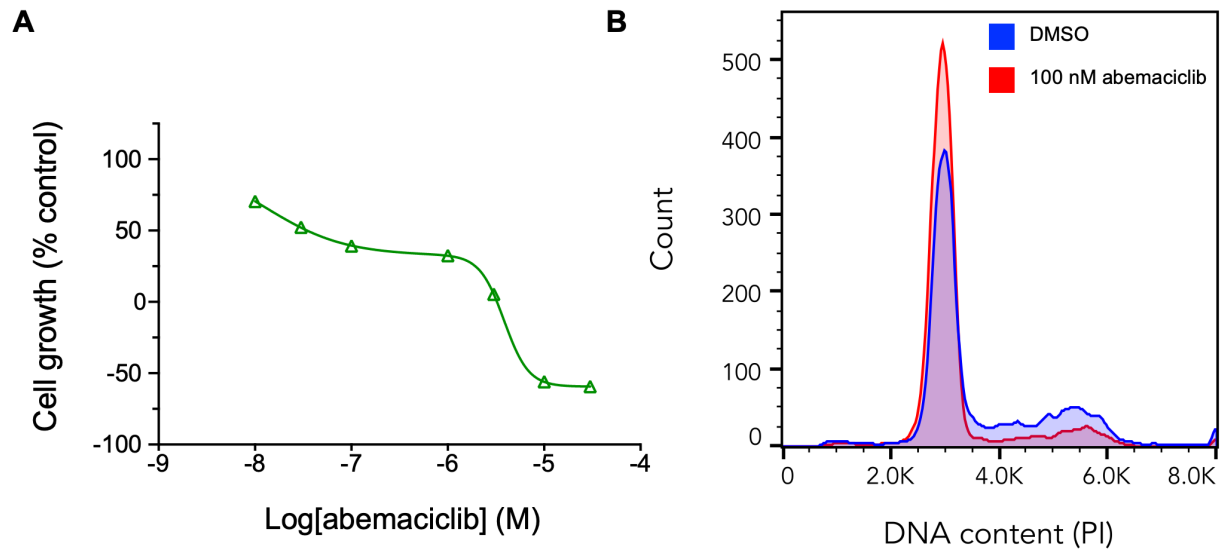 A
Cell growth (% control)
100
50
0
-50
-100
-9
-8
-7
-6
-5
-4
Log[abemaciclib] (M)
B
DMSO
100 nM abemaciclib
Count
500
400
300
200
100
0
0
2.0K
4.0K
6.0K
8.0K
DNA content (PI)